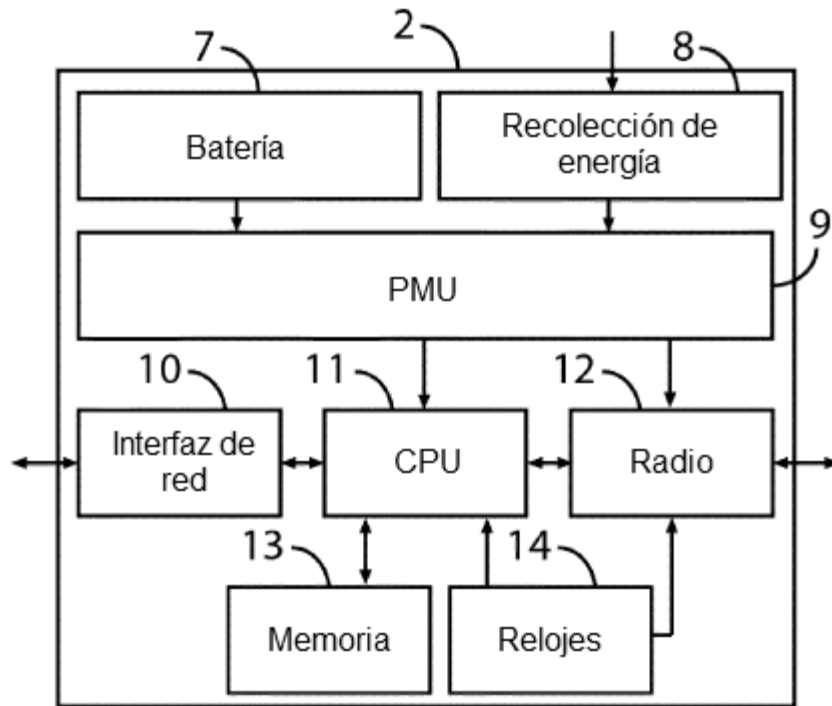 2
7
8
Batería
Recolección de
energía
9
PMU
10
11
12
Interfaz de
red
CPU
Radio
13
14
Memoria
Relojes